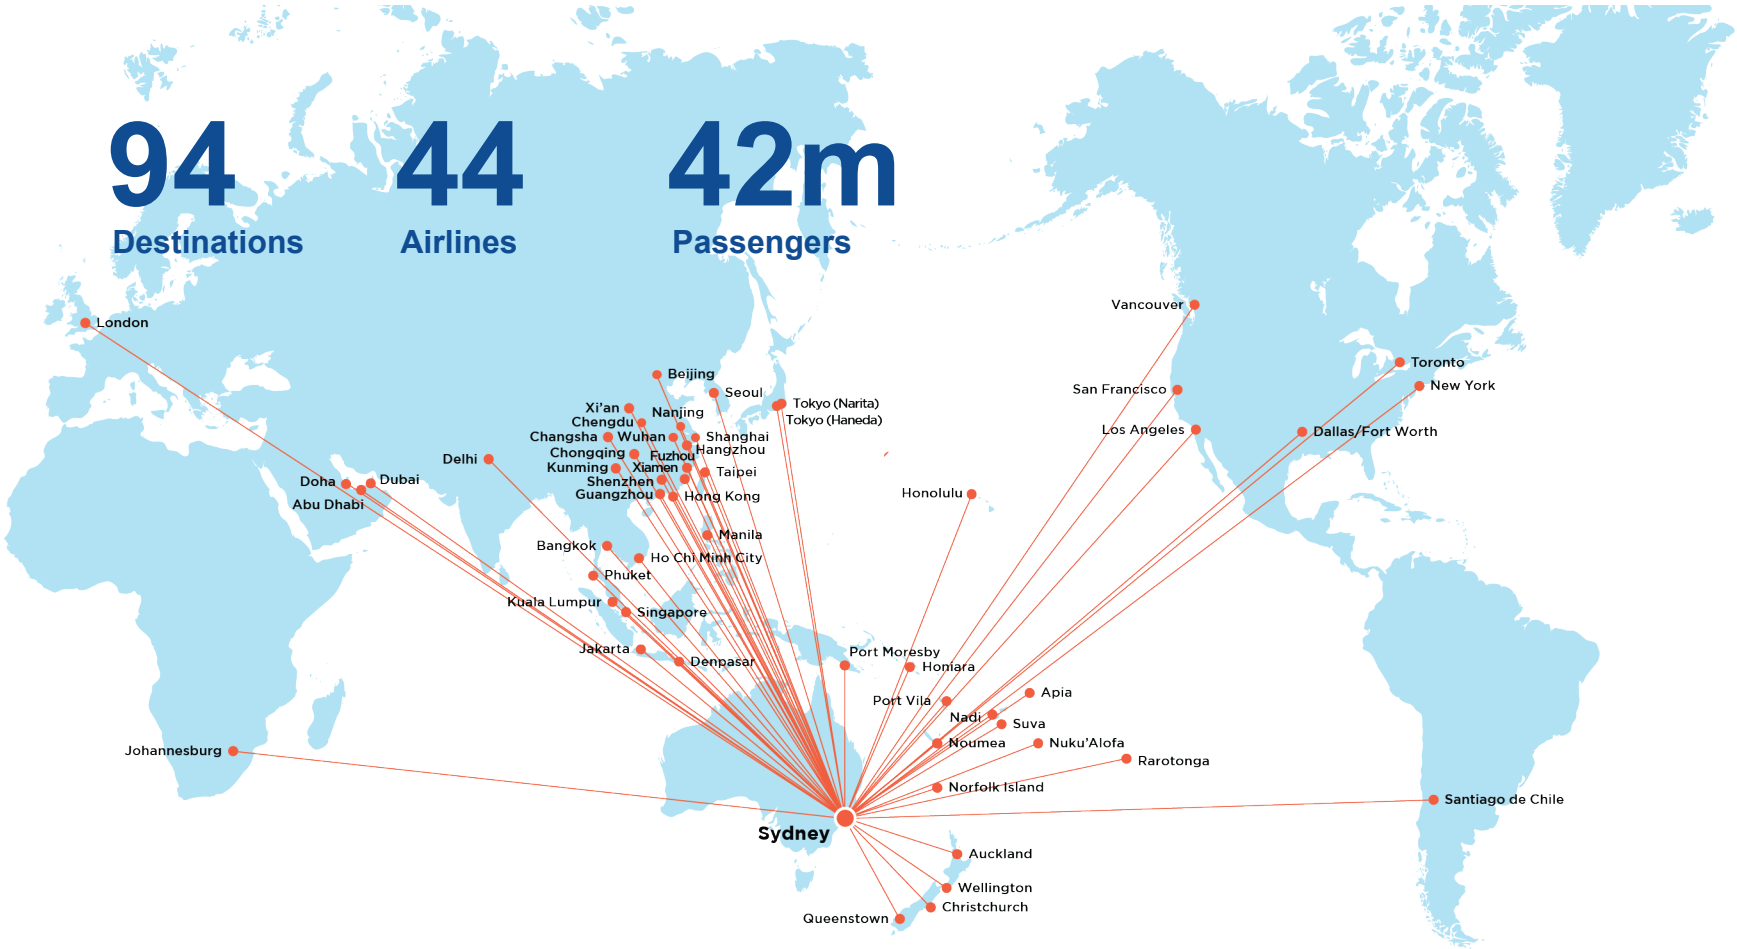 94
44
42m
Destinations
Airlines
Passengers
Vancouver
London
Toronto
Beijing
New York
San Francisco
Seoul
Tokyo (Narita)
Xi’an
Nanjing
Tokyo (Haneda)
Chengdu
Los Angeles
Dallas/Fort Worth
Changsha
Wuhan
Shanghai
Hangzhou
Chongqing
Fuzhou
Delhi
Kunming
Xiamen
Taipei
Doha
Dubai
Shenzhen
Guangzhou
Hong Kong
Honolulu
Abu Dhabi
Manila
Bangkok
Ho Chi Minh City
Phuket
Kuala Lumpur
Singapore
Jakarta
Port Moresby
Denpasar
Honiara
Apia
Port Vila
Nadi
Suva
Johannesburg
Noumea
Nuku’Alofa
Rarotonga
Norfolk Island
Santiago de Chile
Sydney
Auckland
Wellington
Christchurch
Queenstown